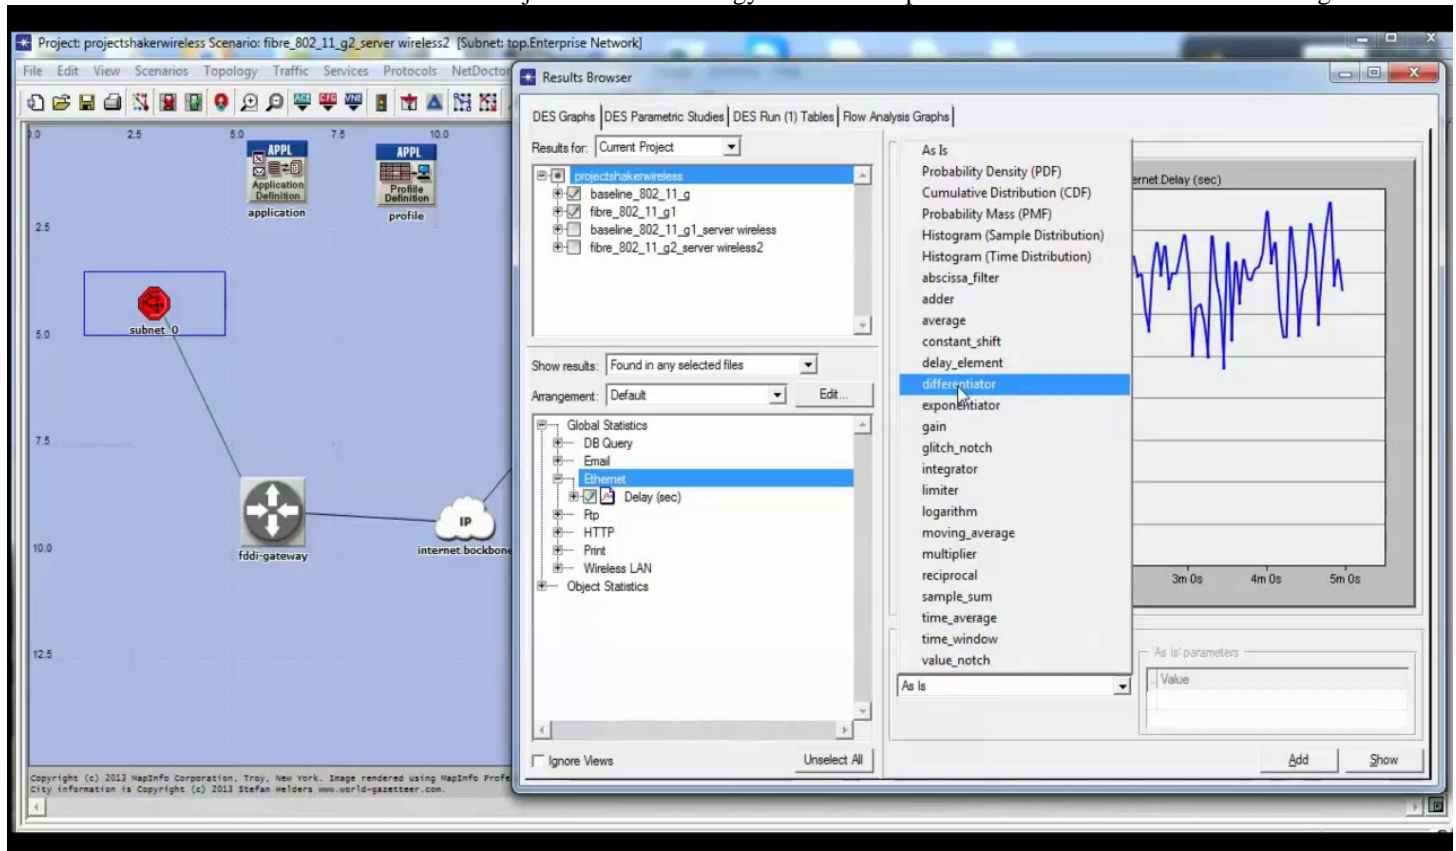 Project: projectshakerwireless Scenario: fibre_802_11_g2_server wireless2 [Subnet: top.Enterprise Network]
File Edit View Scenarios Topology Traffic Services Protocols NetDoctor
2.5 5.0 7.5 10.0
APPL
Application
Definition
application
APPL
Profile
Definition
profile
2.5
subnet_0
5.0
7.5
fddi-gateway
IP
internet bockbone
10.0
12.5
Copyright (c) 2013 MapInfo Corporation, Troy, New York. Image rendered using MapInfo Profe
City information is Copyright (c) 2013 Stefan Helders www.world-gazetteer.com.
Results Browser
DES Graphs DES Parametric Studies DES Run (1) Tables Flow Analysis Graphs
Results for: Current Project
projectshakerwireless
baseline_802_11_g
fibre_802_11_g1
baseline_802_11_g1_server wireless
fibre_802_11_g2_server wireless2
Show results: Found in any selected files
Arrangement: Default Edit...
Global Statistics
DB Query
Email
Ethernet
Delay (sec)
Ftp
HTTP
Print
Wireless LAN
Object Statistics
Ignore Views Unselect All
As Is
Probability Density (PDF)
Cumulative Distribution (CDF)
Probability Mass (PMF)
Histogram (Sample Distribution)
Histogram (Time Distribution)
abscissa_filter
adder
average
constant_shift
delay_element
differentiator
exponentiator
gain
glitch_notch
integrator
limiter
logarithm
moving_average
multiplier
reciprocal
sample_sum
time_average
time_window
value_notch
As Is
ernet.Delay (sec)
3m 0s 4m 0s 5m 0s
'As Is' parameters
Value
Add Show